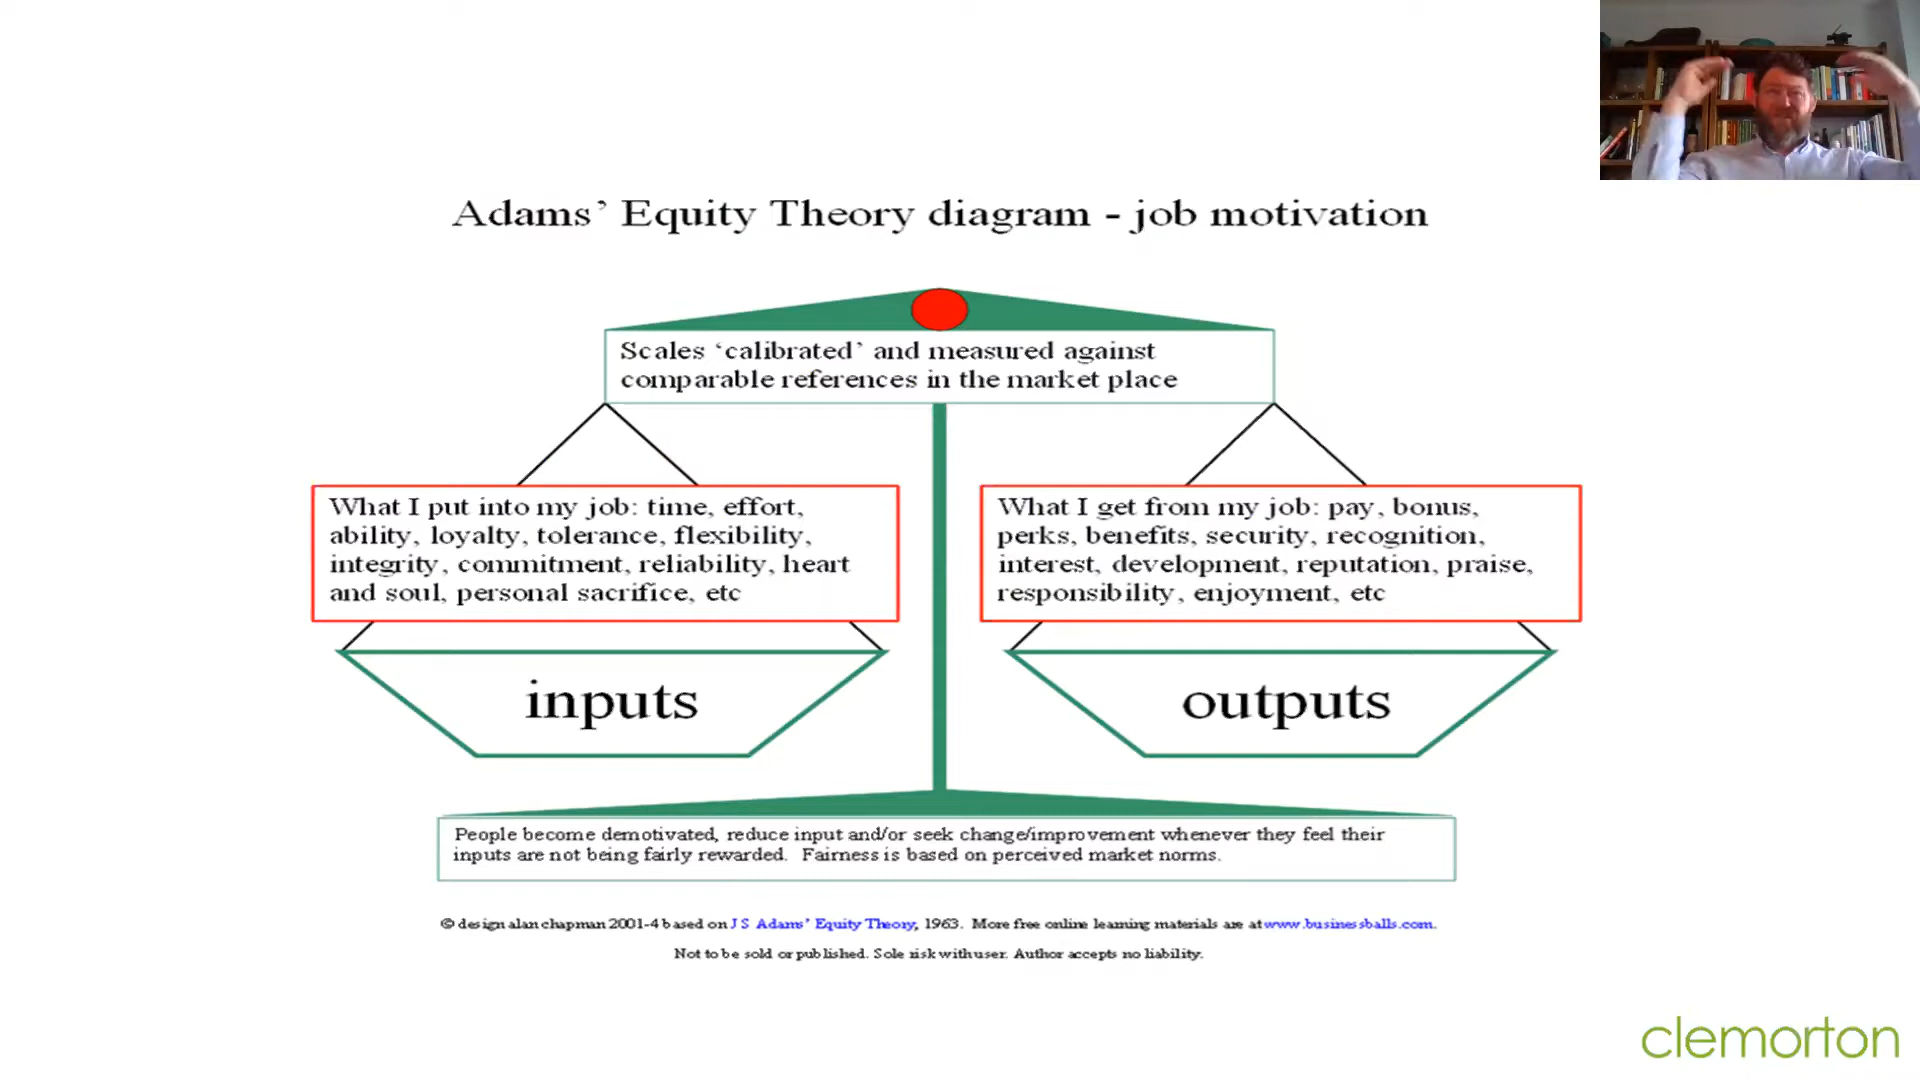 Adams’ Equity Theory diagram - job motivation
Scales ‘calibrated’ and measured against
comparable references in the market place
What I put into my job: time, effort,
ability, loyalty, tolerance, flexibility,
integrity, commitment, reliability, heart
and soul, personal sacrifice, etc
What I get from my job: pay, bonus,
perks, benefits, security, recognition,
interest, development, reputation, praise,
responsibility, enjoyment, etc
inputs
outputs
People become demotivated, reduce input and/or seek change/improvement whenever they feel their
inputs are not being fairly rewarded. Fairness is based on perceived market norms.
© design alan chapman 2001-4 based on J S Adams’ Equity Theory, 1963. More free online learning materials are at www.businessballs.com.
Not to be sold or published. Sole risk with user. Author accepts no liability.
clemorton